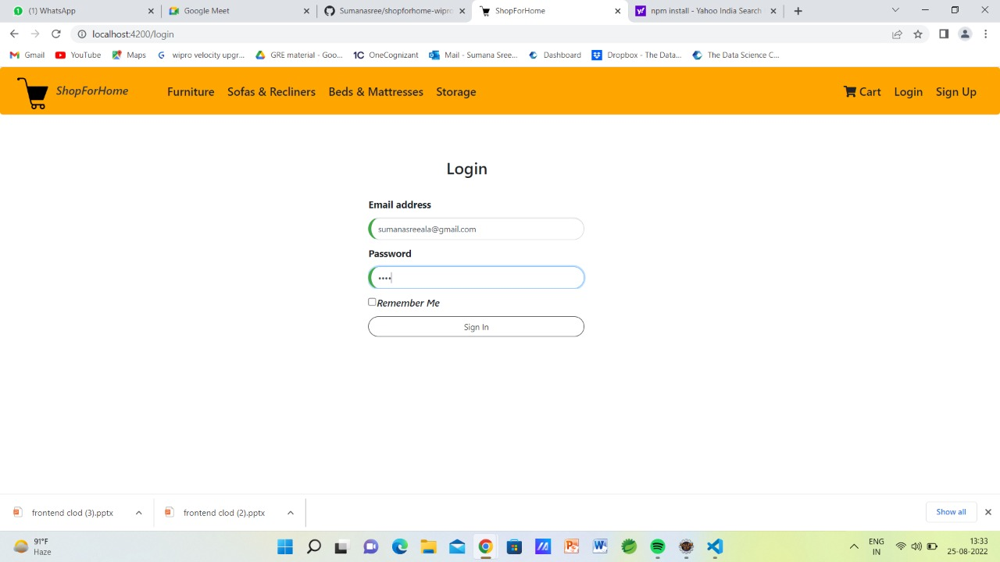 (1) WhatsApp
Google Meet
Sumanasree/shopforhome-wipro
ShopForHome
npm install - Yahoo India Search
localhost:4200/login
Gmail
YouTube
Maps
wipro velocity upgr...
GRE material - Goo...
OneCognizant
Mail - Sumana Sree...
Dashboard
Dropbox - The Data...
The Data Science C...
ShopForHome
Furniture
Sofas & Recliners
Beds & Mattresses
Storage
Cart
Login
Sign Up
Login
Email address
sumanasreeala@gmail.com
Password
••••
Remember Me
Sign In
frontend clod (3).pptx
frontend clod (2).pptx
Show all
91°F
Haze
ENG
IN
13:33
25-08-2022